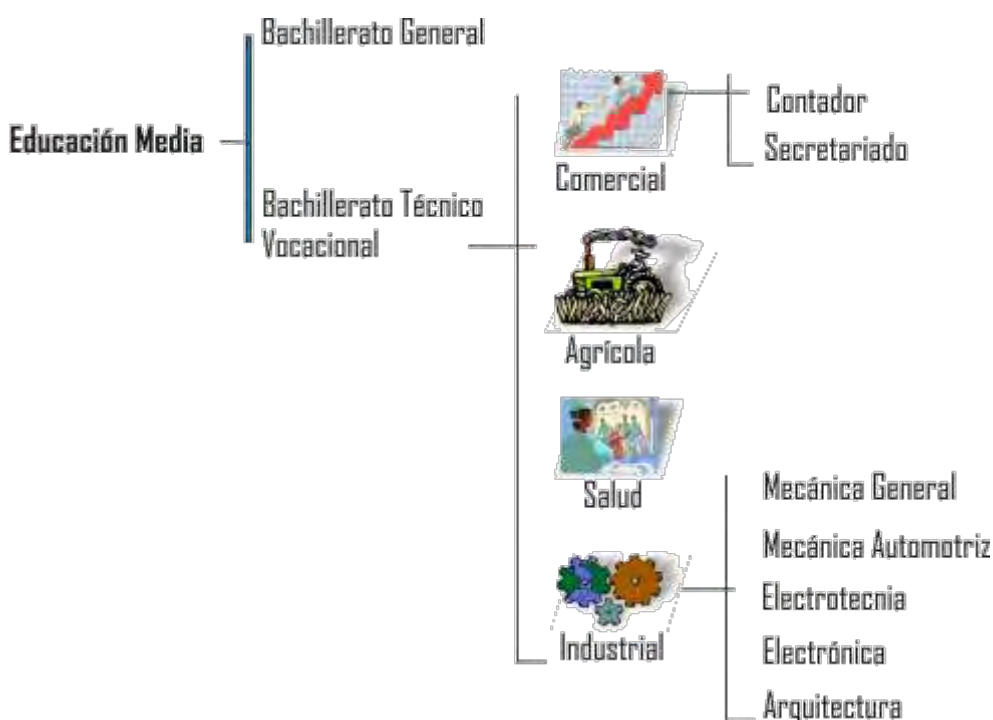 Educación Media
Bachillerato General
Bachillerato Técnico
Vocacional
Comercial
Contador
Secretariado
Agrícola
Salud
Industrial
Mecánica General
Mecánica Automotriz
Electrotecnia
Electrónica
Arquitectura